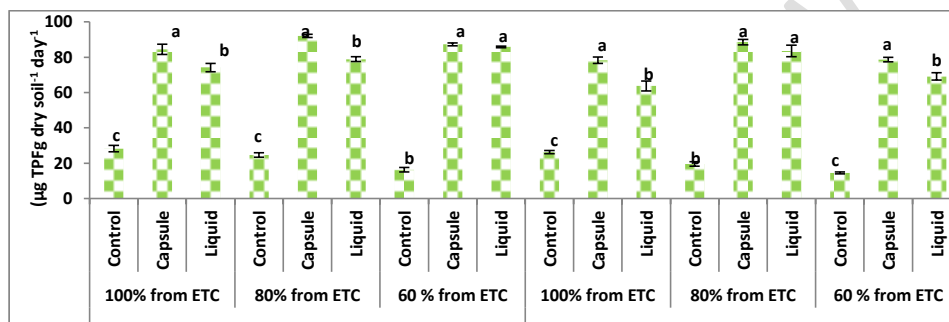 (µg TPFg dry soil⁻¹ day⁻¹)
100
80
60
40
20
0
c a b c a b b a a c a b b a a c a b
Control Capsule Liquid Control Capsule Liquid Control Capsule Liquid Control Capsule Liquid Control Capsule Liquid Control Capsule Liquid
100% from ETC 80% from ETC 60 % from ETC 100% from ETC 80% from ETC 60 % from ETC